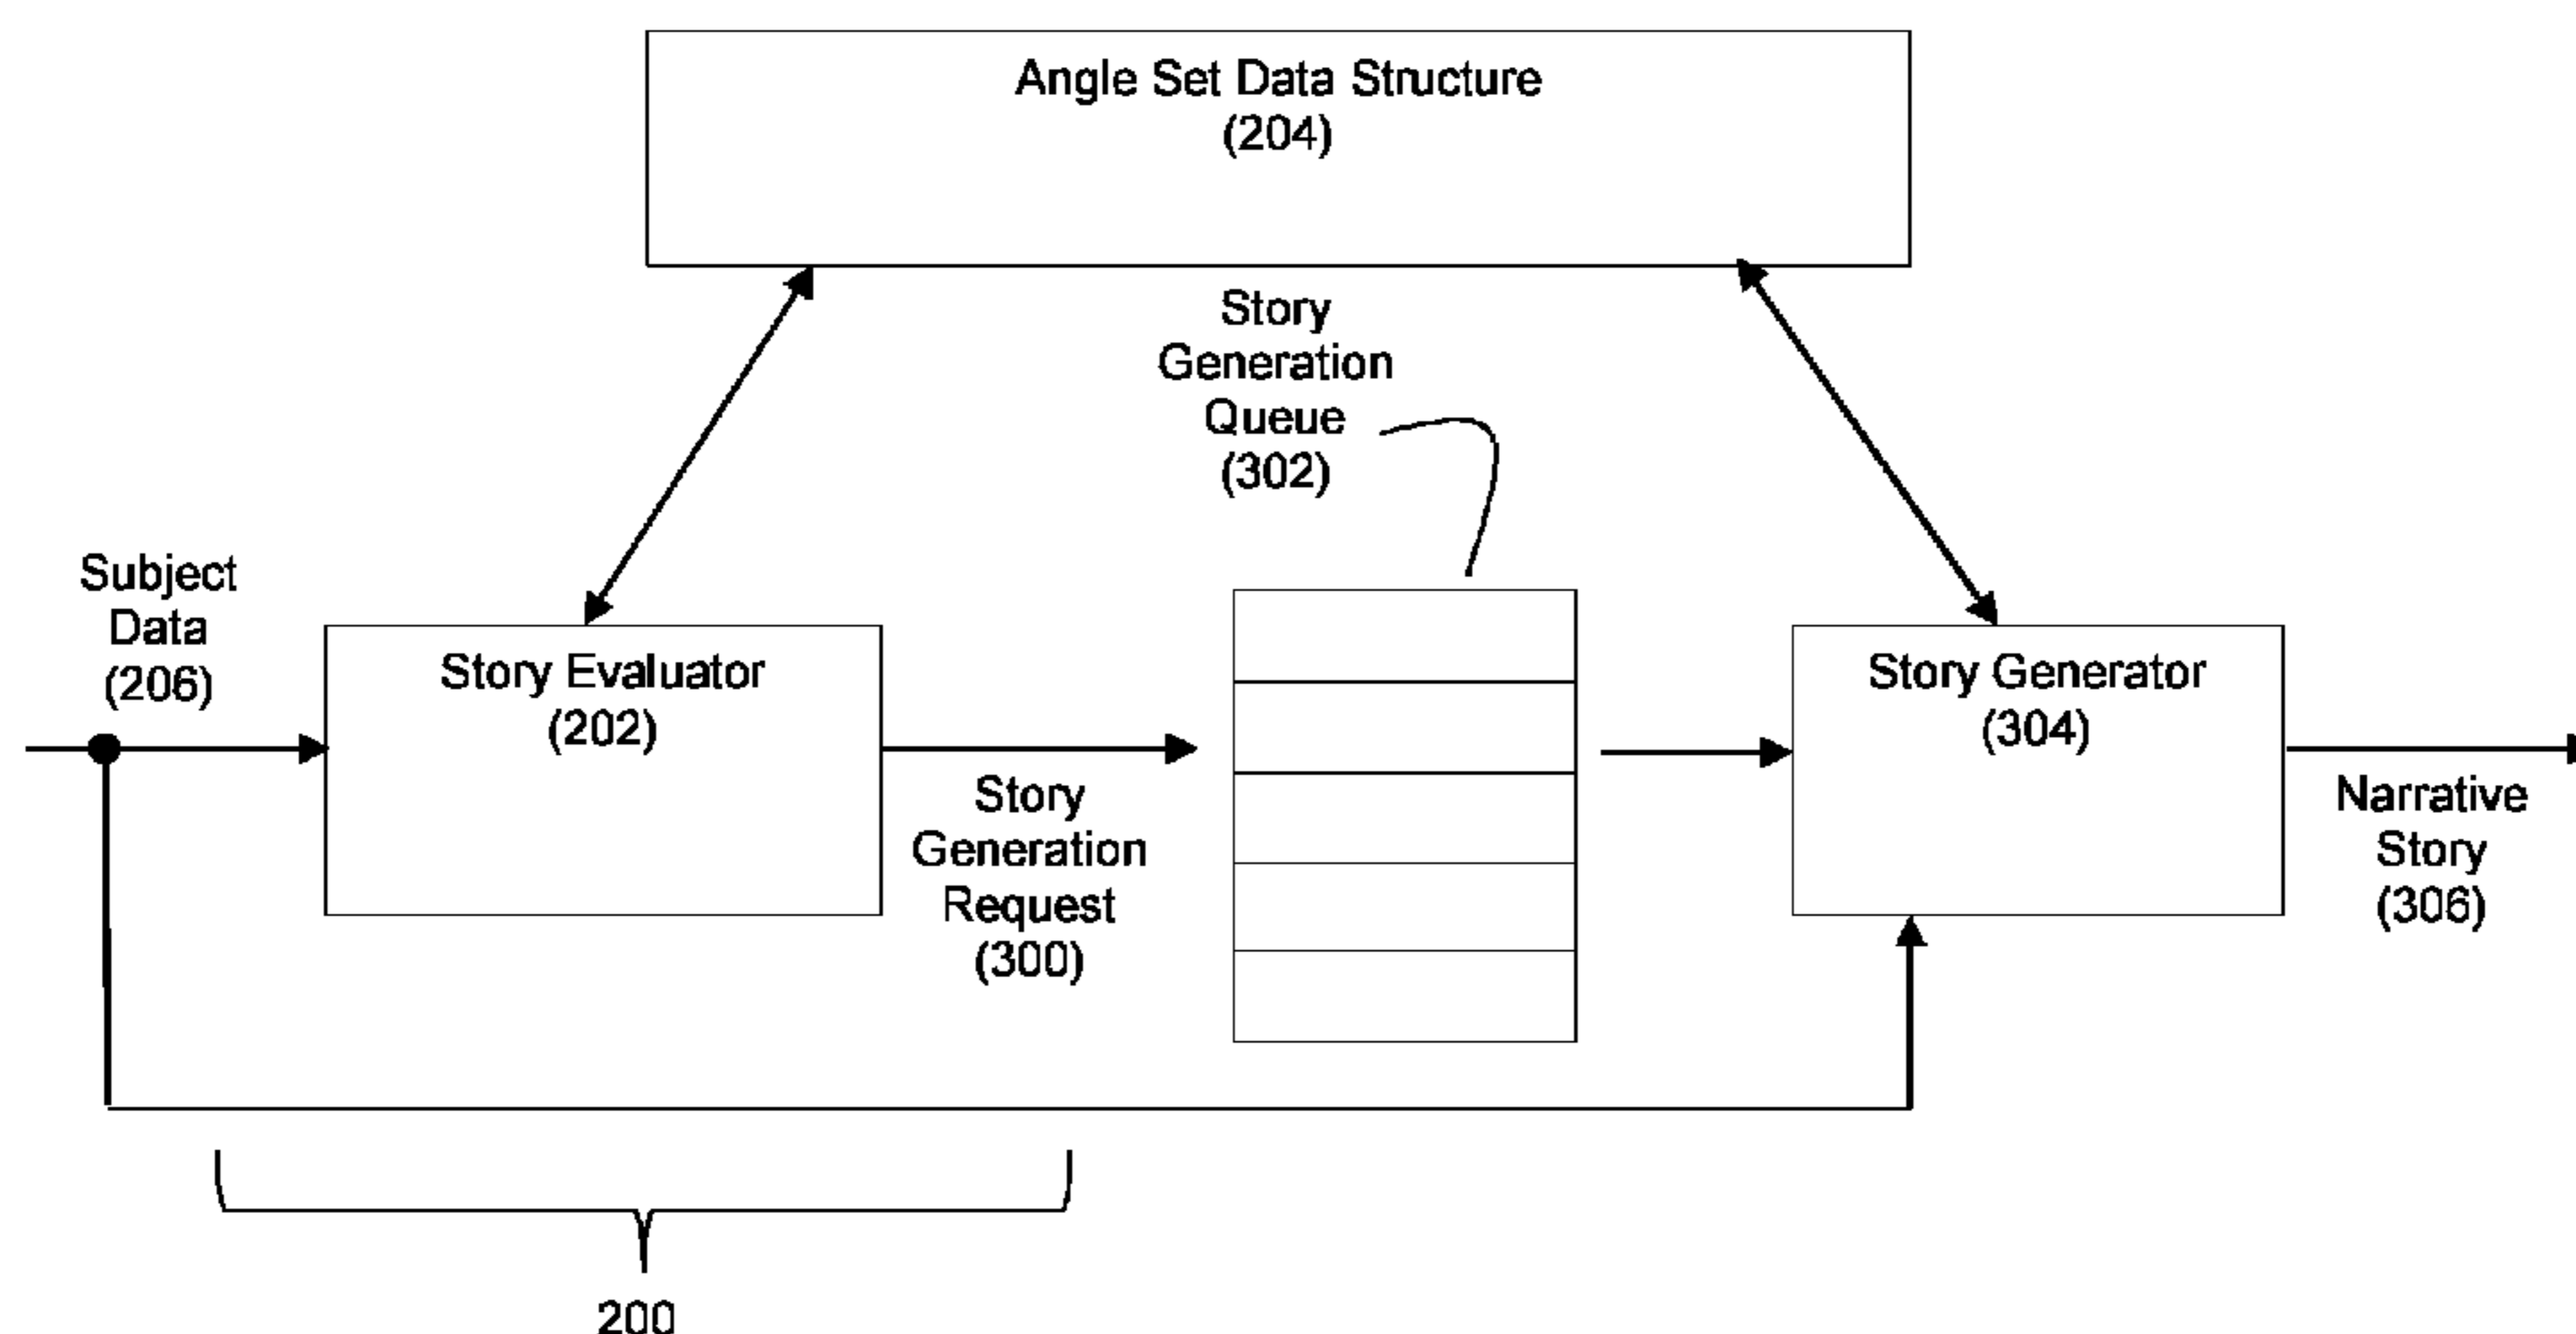 Angle Set Data Structure
(204)
Story
Generation
Queue
(302)
Subject
Data
(206)
Story Evaluator
(202)
Story
Generation
Request
(300)
Story Generator
(304)
Narrative
Story
(306)
200